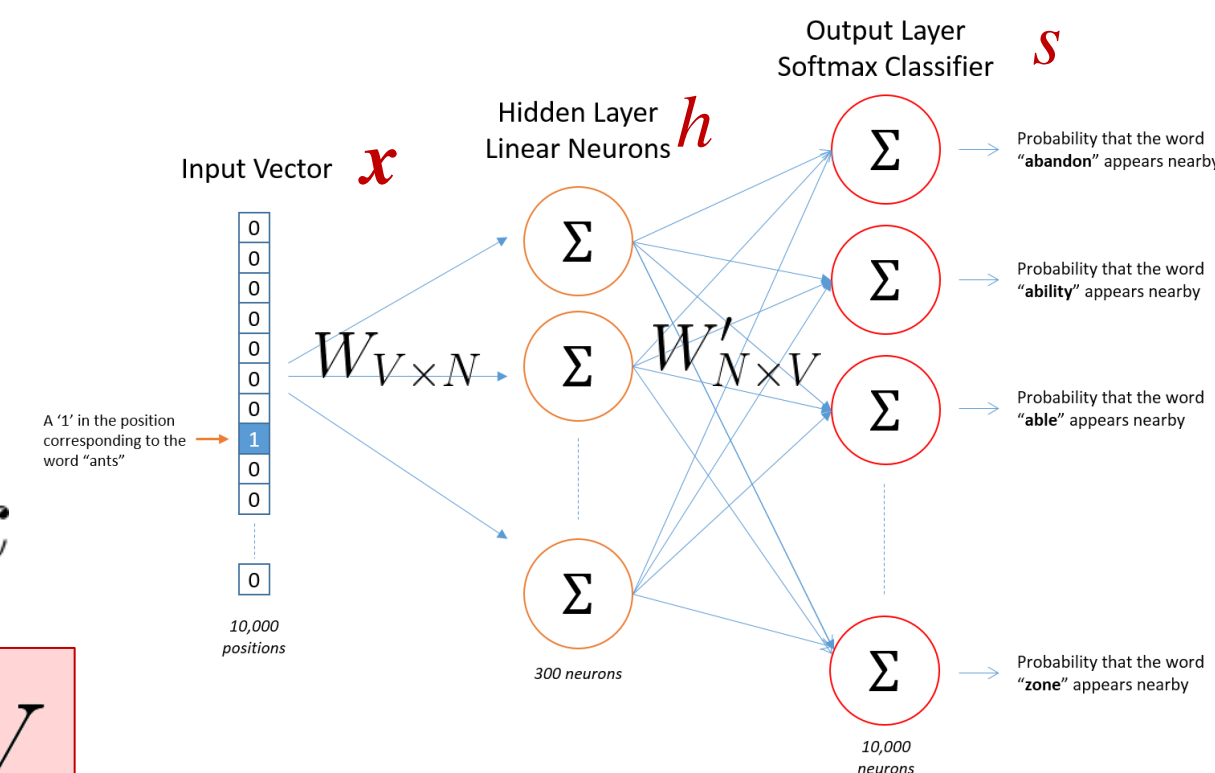 Output Layer
Softmax Classifier
s
Hidden Layer
Linear Neurons
h
Input Vector
x
0
0
0
0
0
0
0
1
0
0
0
A ‘1’ in the position
corresponding to the
word “ants”
W_{V×N}
W'_{N×V}
Σ
Σ
Σ
Σ
Σ
Σ
Σ
Probability that the word
“abandon” appears nearby
Probability that the word
“ability” appears nearby
Probability that the word
“able” appears nearby
Probability that the word
“zone” appears nearby
10,000
positions
300 neurons
10,000
neurons